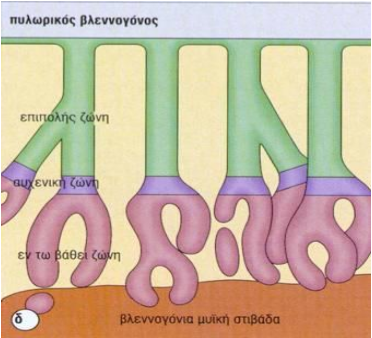 πυλωρικός βλεννογόνος
επιπολής ζώνη
αυχενική ζώνη
εν τω βάθει ζώνη
δ
βλεννογόνια μυϊκή στιβάδα